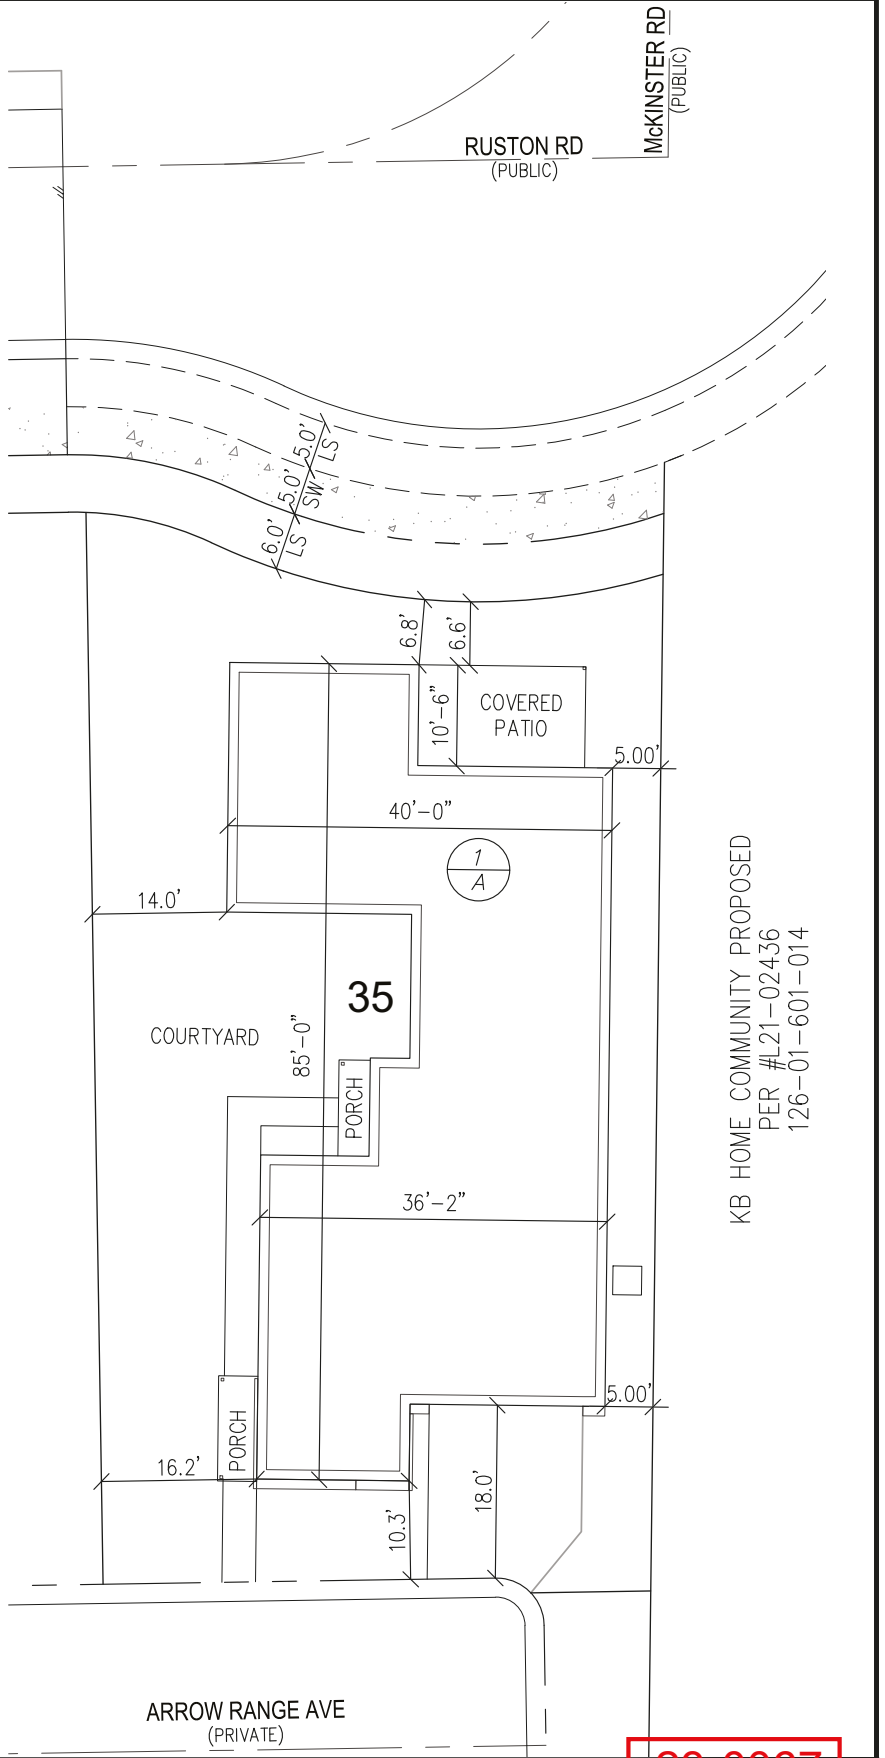 McKINSTER RD
(PUBLIC)
RUSTON RD
(PUBLIC)
5.0'
LS
5.0'
SW
6.0'
LS
6.8'
6.6'
10'-6"
COVERED
PATIO
5.00'
40'-0"
1
A
14.0'
35
COURTYARD
85'-0"
PORCH
KB HOME COMMUNITY PROPOSED
PER #L21-02436
126-01-601-014
36'-2"
5.00'
PORCH
16.2'
18.0'
10.3'
ARROW RANGE AVE
(PRIVATE)